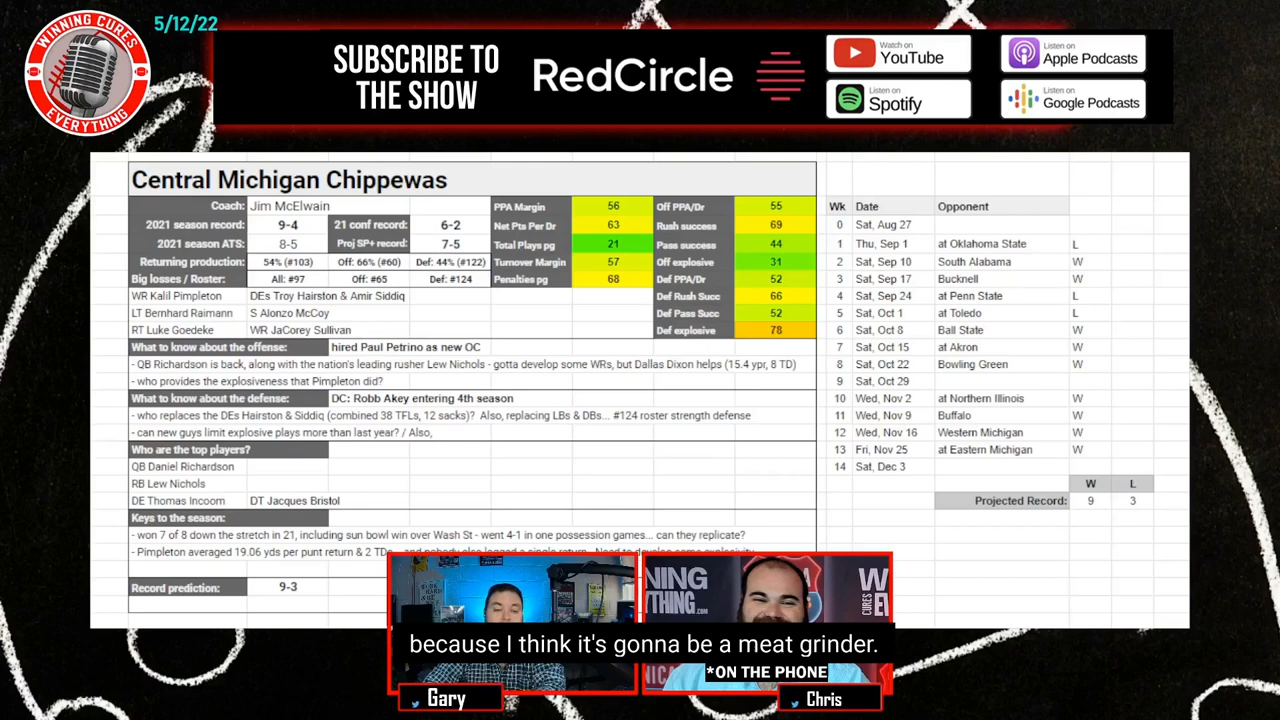 5/12/22
WINNING CURES
EVERYTHING
SUBSCRIBE TO
THE SHOW
RedCircle
Watch on
YouTube
Listen on
Apple Podcasts
Listen on
Spotify
Listen on
Google Podcasts
Central Michigan Chippewas
Coach: Jim McElwain PPA Margin 56 Off PPA/Dr 55
2021 season record: 9-4 21 conf record: 6-2 Net Pts Per Dr 63 Rush success 69
2021 season ATS: 8-5 Proj SP+ record: 7-5 Total Plays pg 21 Pass success 44
Returning production: 54% (#103) Off: 66% (#60) Def: 44% (#122) Turnover Margin 57 Off explosive 31
Big losses / Roster: All: #97 Off: #65 Def: #124 Penalties pg 68 Def PPA/Dr 52
WR Kalil Pimpleton DEs Troy Hairston & Amir Siddiq Def Rush Succ 66
LT Bernhard Raimann S Alonzo McCoy Def Pass Succ 52
RT Luke Goedeke WR JaCorey Sullivan Def explosive 78
What to know about the offense: hired Paul Petrino as new OC
- QB Richardson is back, along with the nation's leading rusher Lew Nichols - gotta develop some WRs, but Dallas Dixon helps (15.4 ypr, 8 TD)
- who provides the explosiveness that Pimpleton did?
What to know about the defense: DC: Robb Akey entering 4th season
- who replaces the DEs Hairston & Siddiq (combined 38 TFLs, 12 sacks)? Also, replacing LBs & DBs... #124 roster strength defense
- can new guys limit explosive plays more than last year? / Also,
Who are the top players?
QB Daniel Richardson
RB Lew Nichols
DE Thomas Incoom DT Jacques Bristol
Keys to the season:
- won 7 of 8 down the stretch in 21, including sun bowl win over Wash St - went 4-1 in one possession games... can they replicate?
- Pimpleton averaged 19.06 yds per punt return & 2 TDs... and nobody else logged a single return. Need to develop some explosivity
Record prediction: 9-3
Wk Date Opponent
0 Sat, Aug 27
1 Thu, Sep 1 at Oklahoma State L
2 Sat, Sep 10 South Alabama W
3 Sat, Sep 17 Bucknell W
4 Sat, Sep 24 at Penn State L
5 Sat, Oct 1 at Toledo L
6 Sat, Oct 8 Ball State W
7 Sat, Oct 15 at Akron W
8 Sat, Oct 22 Bowling Green W
9 Sat, Oct 29
10 Wed, Nov 2 at Northern Illinois W
11 Wed, Nov 9 Buffalo W
12 Wed, Nov 16 Western Michigan W
13 Fri, Nov 25 at Eastern Michigan W
14 Sat, Dec 3
W L
Projected Record: 9 3
because I think it's gonna be a meat grinder.
*ON THE PHONE
Gary
Chris